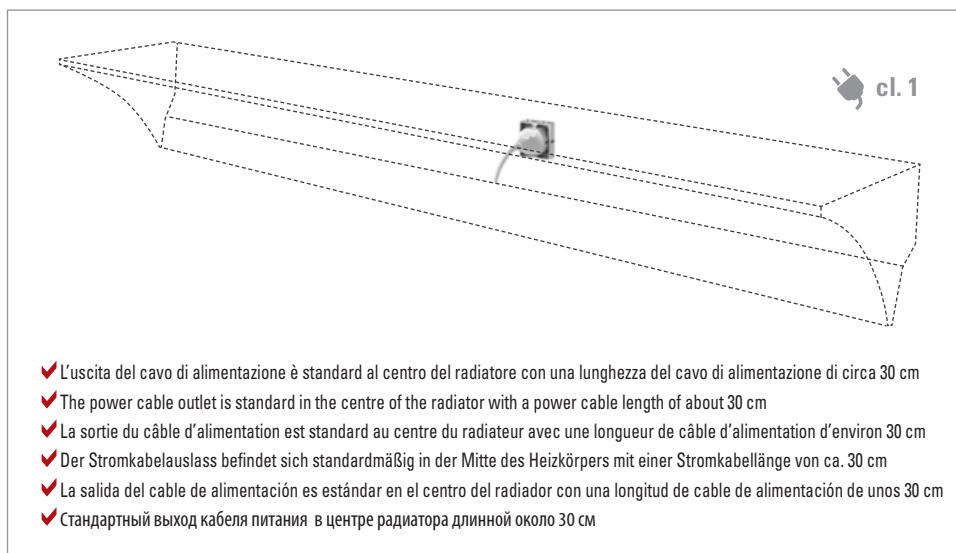 cl. 1
L'uscita del cavo di alimentazione è standard al centro del radiatore con una lunghezza del cavo di alimentazione di circa 30 cm
The power cable outlet is standard in the centre of the radiator with a power cable length of about 30 cm
La sortie du câble d'alimentation est standard au centre du radiateur avec une longueur de câble d'alimentation d'environ 30 cm
Der Stromkabelauslass befindet sich standardmäßig in der Mitte des Heizkörpers mit einer Stromkabellänge von ca. 30 cm
La salida del cable de alimentación es estándar en el centro del radiador con una longitud de cable de alimentación de unos 30 cm
Стандартный выход кабеля питания в центре радиатора длинной около 30 см